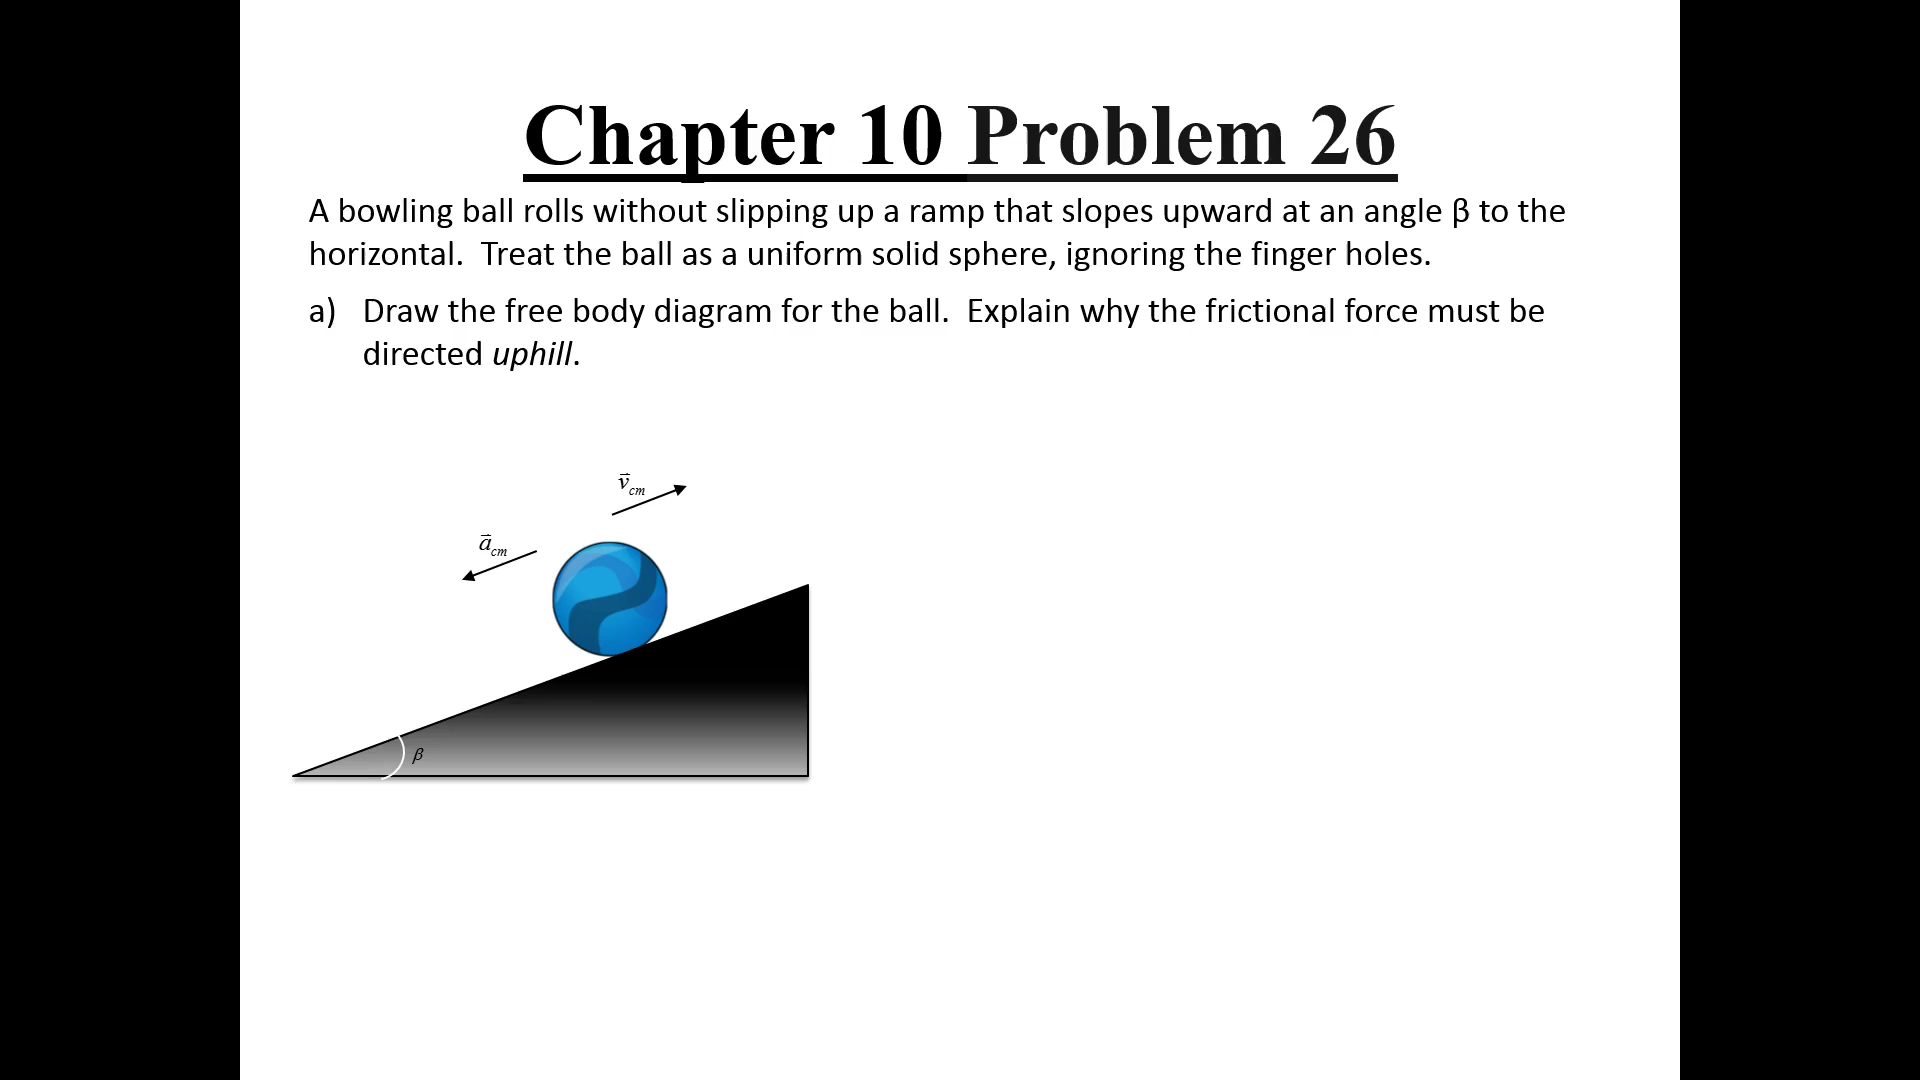 Chapter 10 Problem 26
A bowling ball rolls without slipping up a ramp that slopes upward at an angle β to the
horizontal.  Treat the ball as a uniform solid sphere, ignoring the finger holes.
a) Draw the free body diagram for the ball.  Explain why the frictional force must be
directed uphill.
v⃗cm
a⃗cm
β